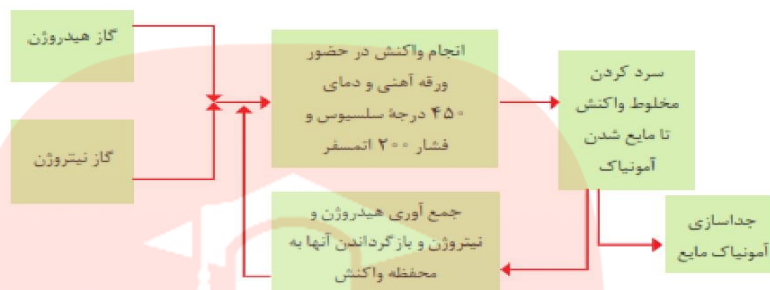 گاز هیدروژن
گاز نیتروژن
انجام واکنش در حضور
ورقه آهنی و دمای
۴۵۰ درجهٔ سلسیوس و
فشار ۲۰۰ اتمسفر
سرد کردن
مخلوط واکنش
تا مایع شدن
آمونیاک
جداسازی
آمونیاک مایع
جمع آوری هیدروژن و
نیتروژن و بازگرداندن آنها به
محفظه واکنش